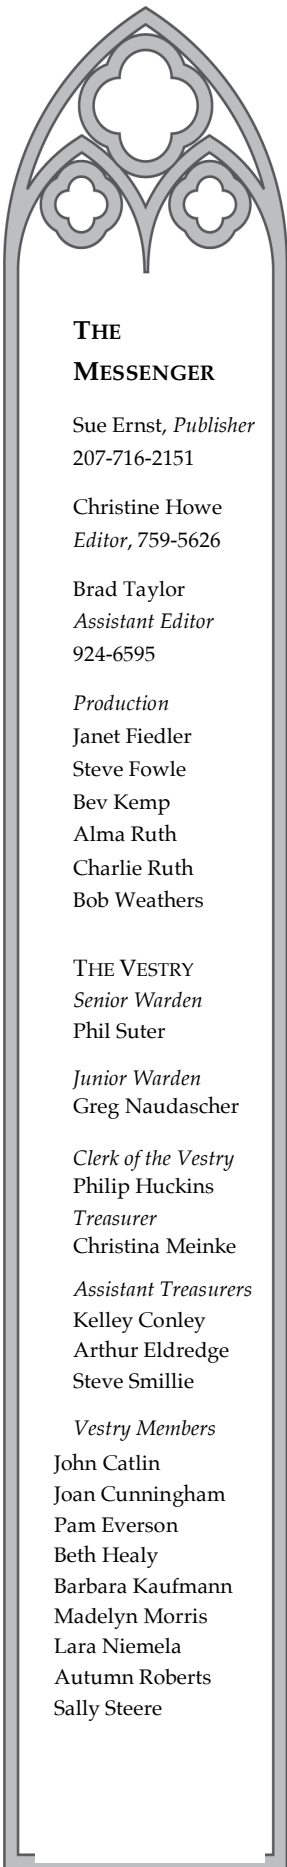 THE
MESSENGER
Sue Ernst, Publisher
207-716-2151
Christine Howe
Editor, 759-5626
Brad Taylor
Assistant Editor
924-6595
Production
Janet Fiedler
Steve Fowle
Bev Kemp
Alma Ruth
Charlie Ruth
Bob Weathers
THE VESTRY
Senior Warden
Phil Suter
Junior Warden
Greg Naudascher
Clerk of the Vestry
Philip Huckins
Treasurer
Christina Meinke
Assistant Treasurers
Kelley Conley
Arthur Eldredge
Steve Smillie
Vestry Members
John Catlin
Joan Cunningham
Pam Everson
Beth Healy
Barbara Kaufmann
Madelyn Morris
Lara Niemela
Autumn Roberts
Sally Steere